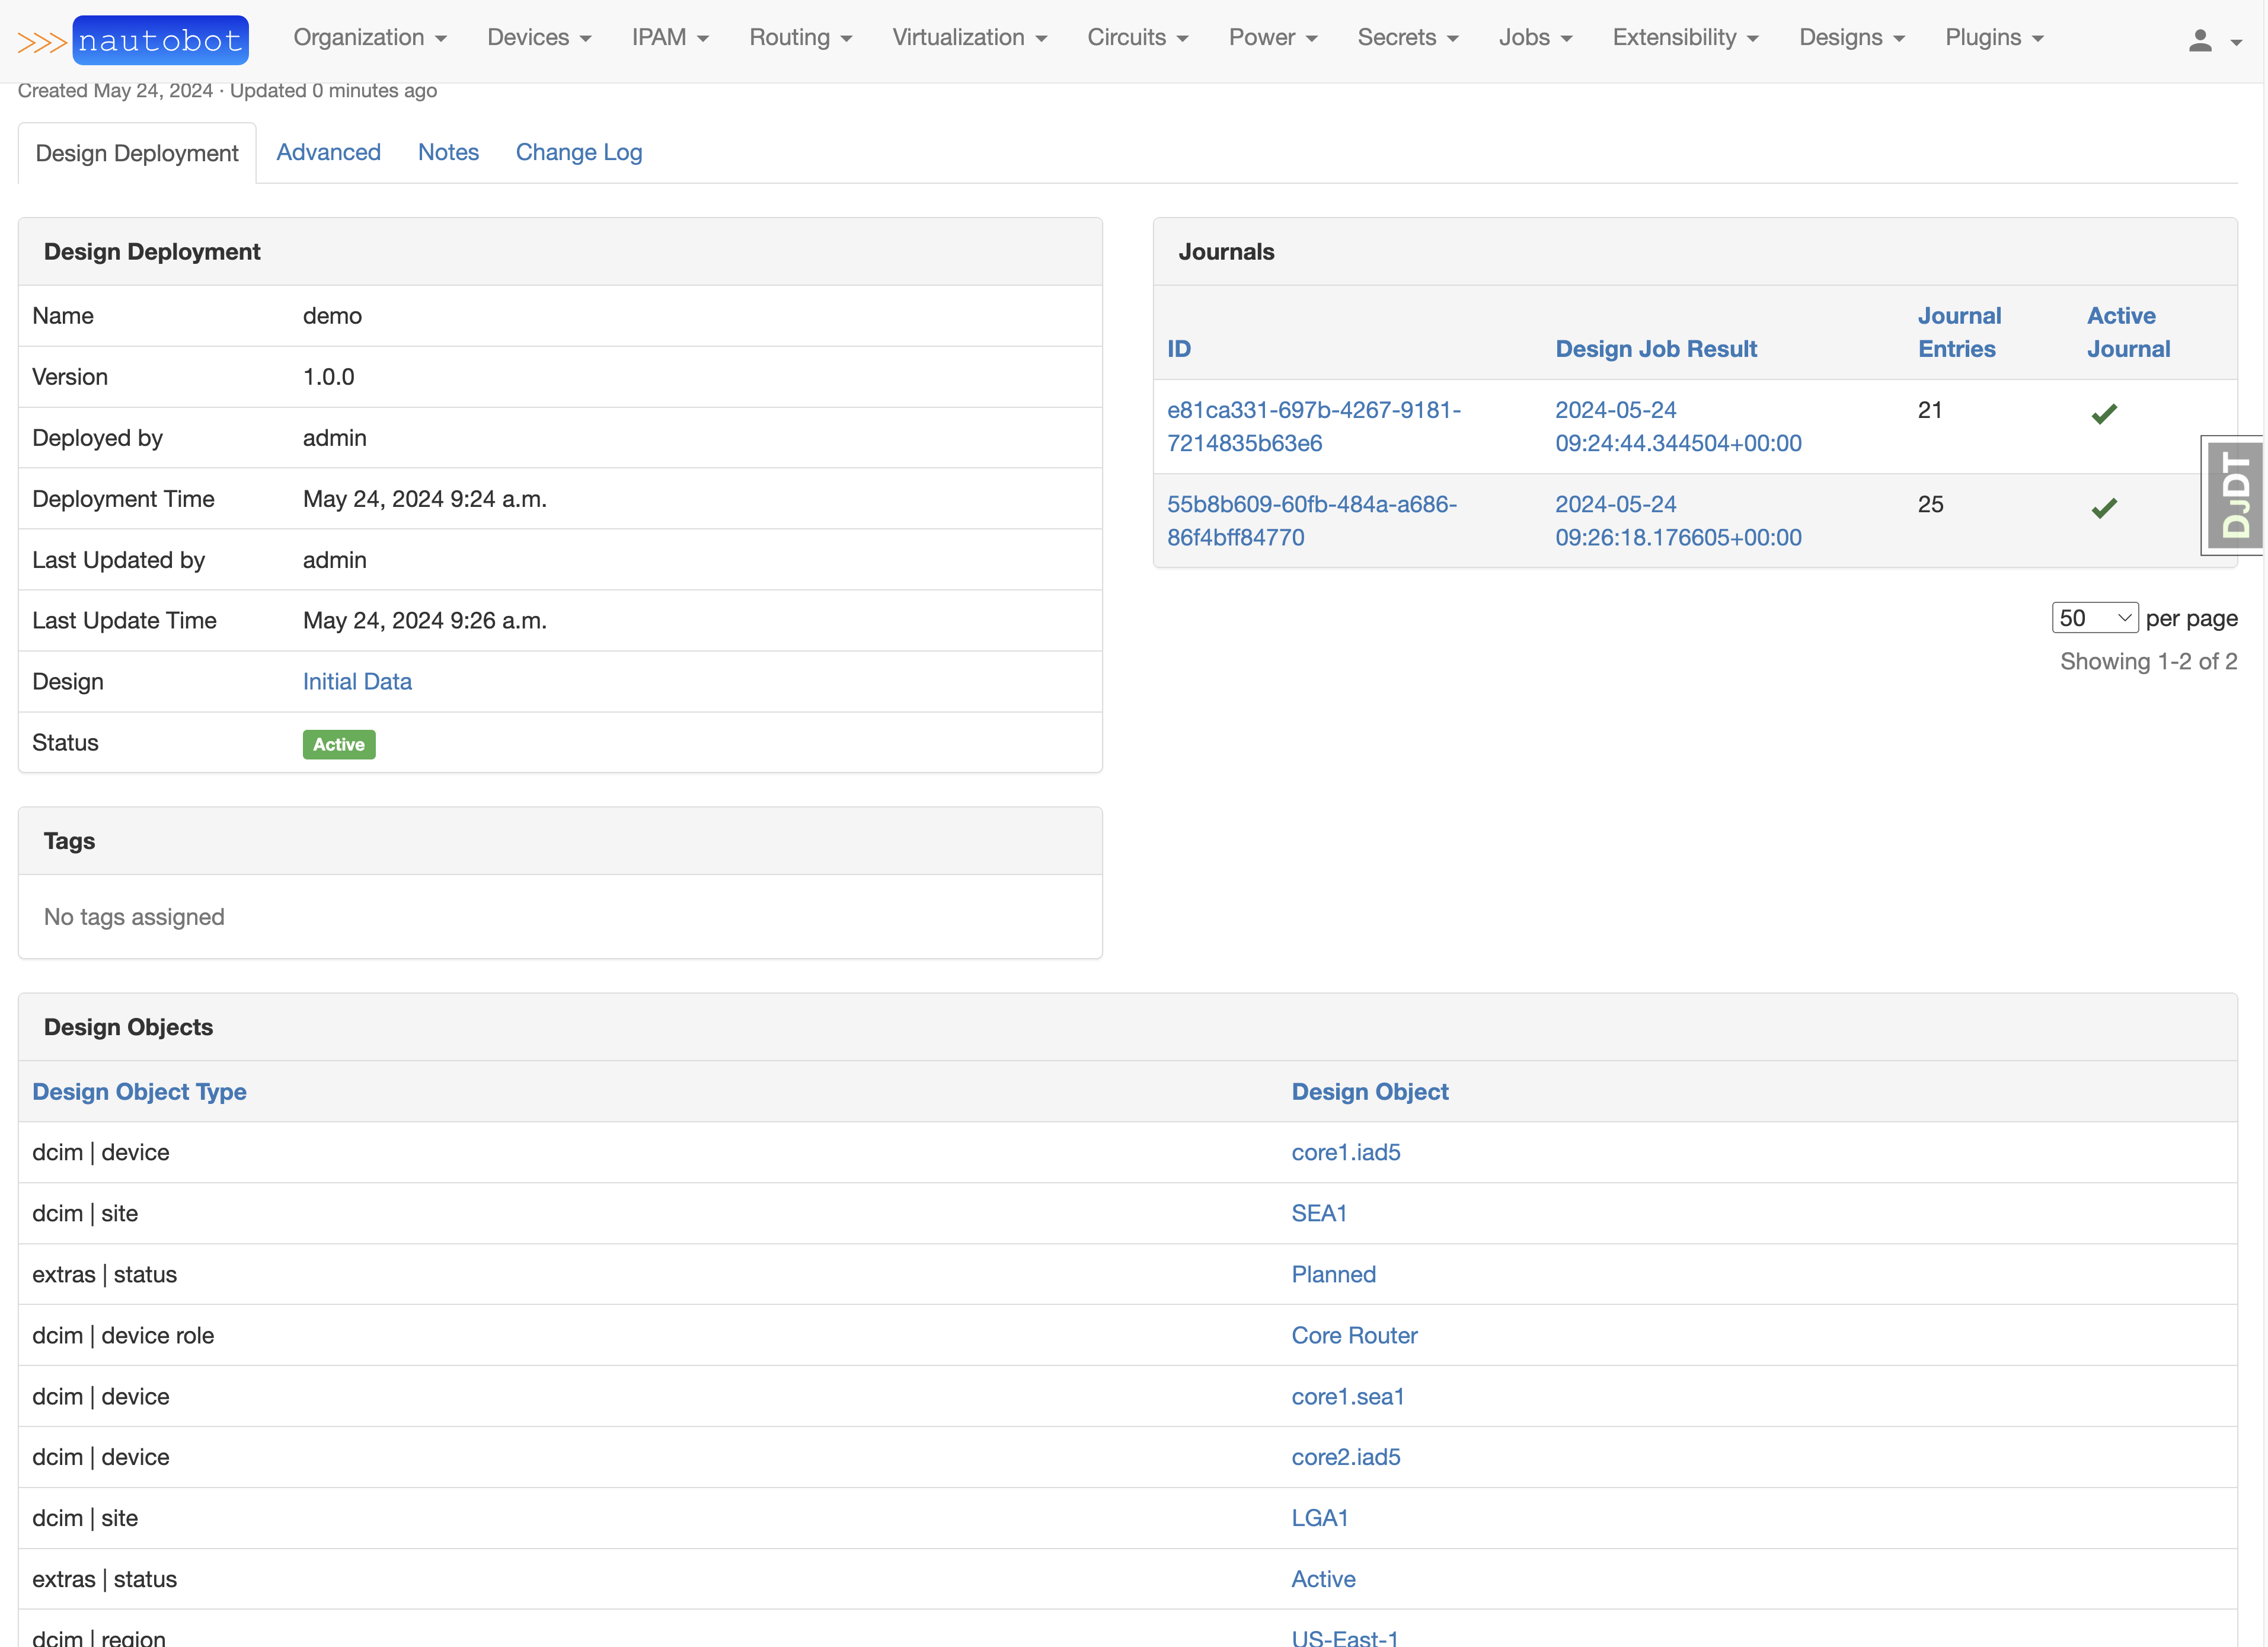 >>> nautobot Organization Devices IPAM Routing Virtualization Circuits Power Secrets Jobs Extensibility Designs Plugins
Created May 24, 2024 · Updated 0 minutes ago
Design Deployment Advanced Notes Change Log
Design Deployment
Name demo
Version 1.0.0
Deployed by admin
Deployment Time May 24, 2024 9:24 a.m.
Last Updated by admin
Last Update Time May 24, 2024 9:26 a.m.
Design Initial Data
Status Active
Tags
No tags assigned
Journals
ID Design Job Result Journal Entries Active Journal
e81ca331-697b-4267-9181- 2024-05-24 21
7214835b63e6 09:24:44.344504+00:00
55b8b609-60fb-484a-a686- 2024-05-24 25
86f4bff84770 09:26:18.176605+00:00
DJDT
50 per page
Showing 1-2 of 2
Design Objects
Design Object Type Design Object
dcim | device core1.iad5
dcim | site SEA1
extras | status Planned
dcim | device role Core Router
dcim | device core1.sea1
dcim | device core2.iad5
dcim | site LGA1
extras | status Active
dcim | region US-East-1